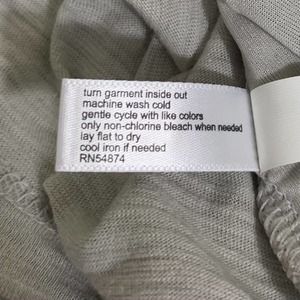 turn garment inside out
machine wash cold
gentle cycle with like colors
only non-chlorine bleach when needed
lay flat to dry
cool iron if needed
RN54874